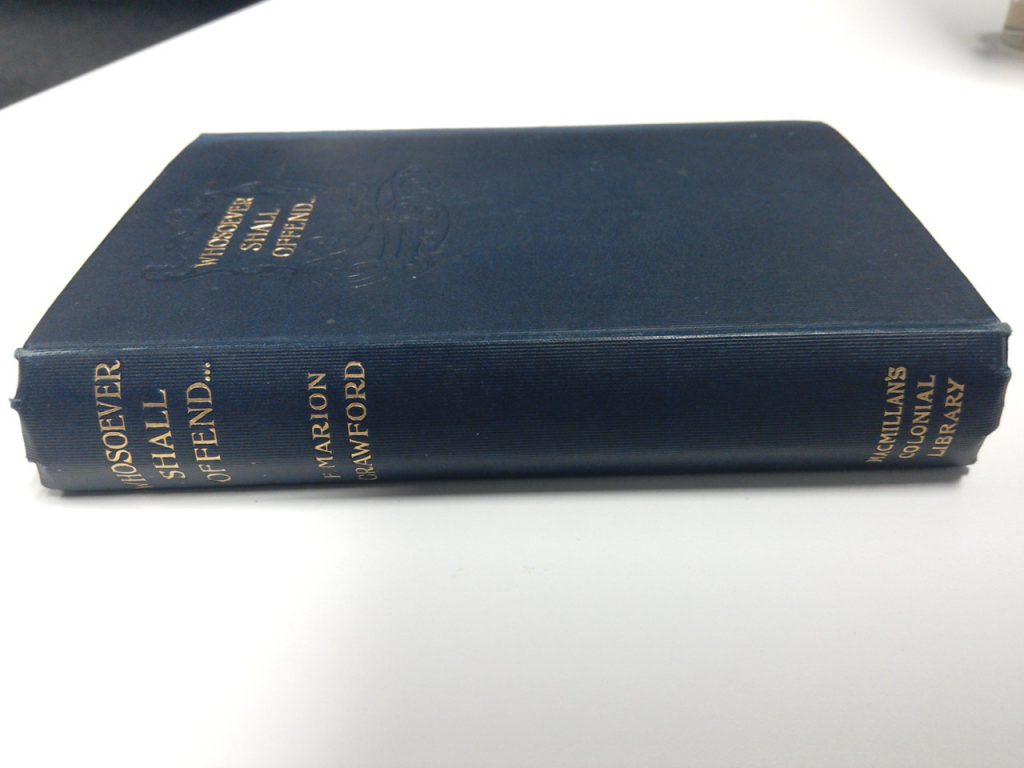 WHOSOEVER
SHALL
OFFEND...
WHOSOEVER
SHALL
OFFEND...
F. MARION
CRAWFORD
MACMILLAN'S
COLONIAL
LIBRARY